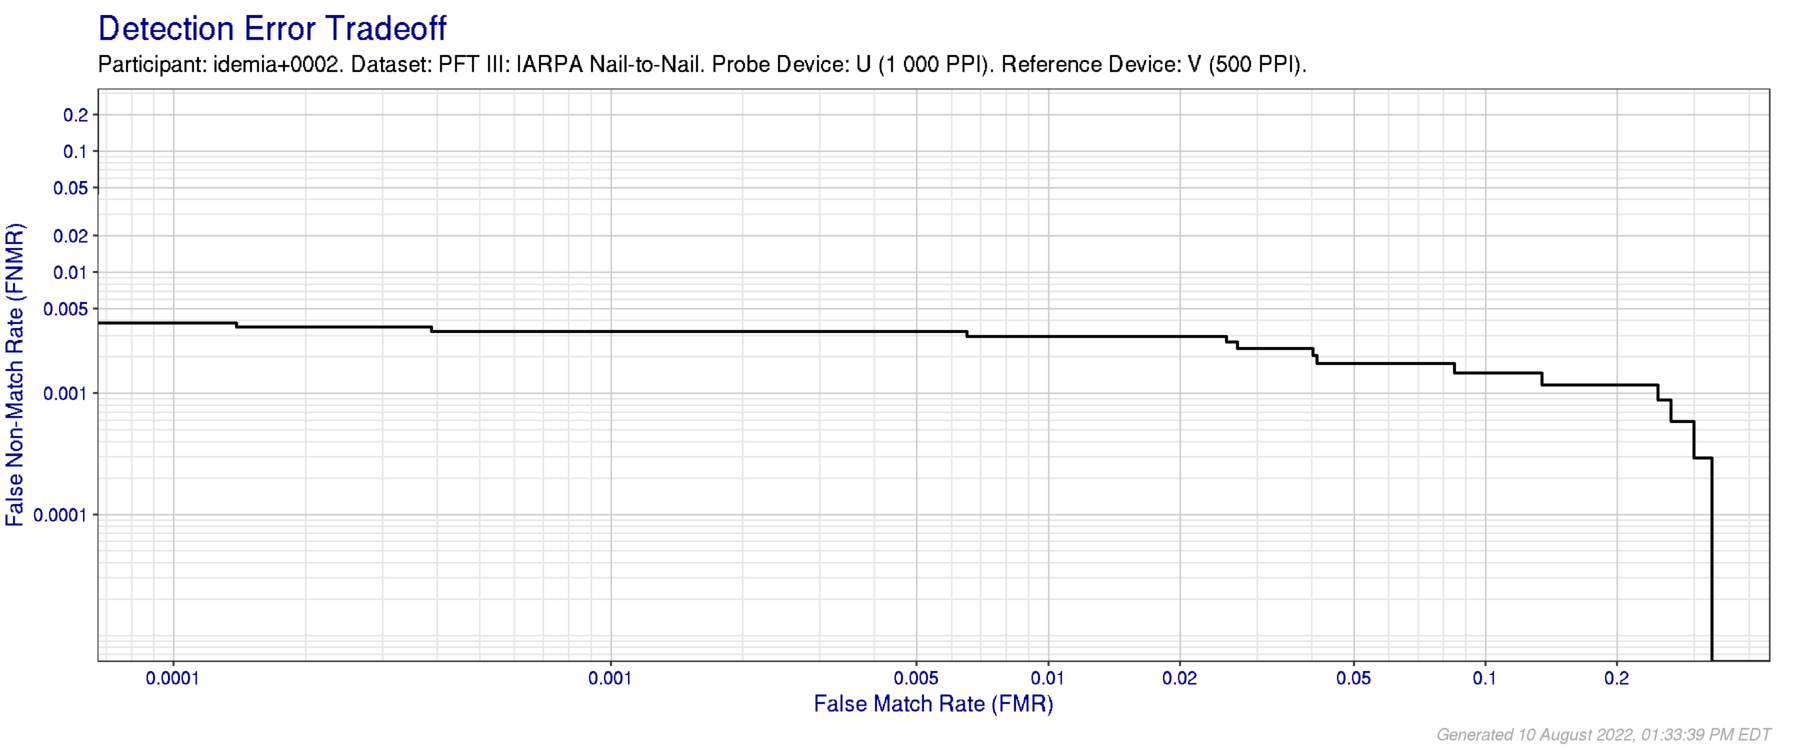 Detection Error Tradeoff
Participant: idemia+0002. Dataset: PFT III: IARPA Nail-to-Nail. Probe Device: U (1 000 PPI). Reference Device: V (500 PPI).
False Non-Match Rate (FNMR)
0.2
0.1
0.05
0.02
0.01
0.005
0.001
0.0001
0.0001 0.001 0.005 0.01 0.02 0.05 0.1 0.2
False Match Rate (FMR)
Generated 10 August 2022, 01:33:39 PM EDT